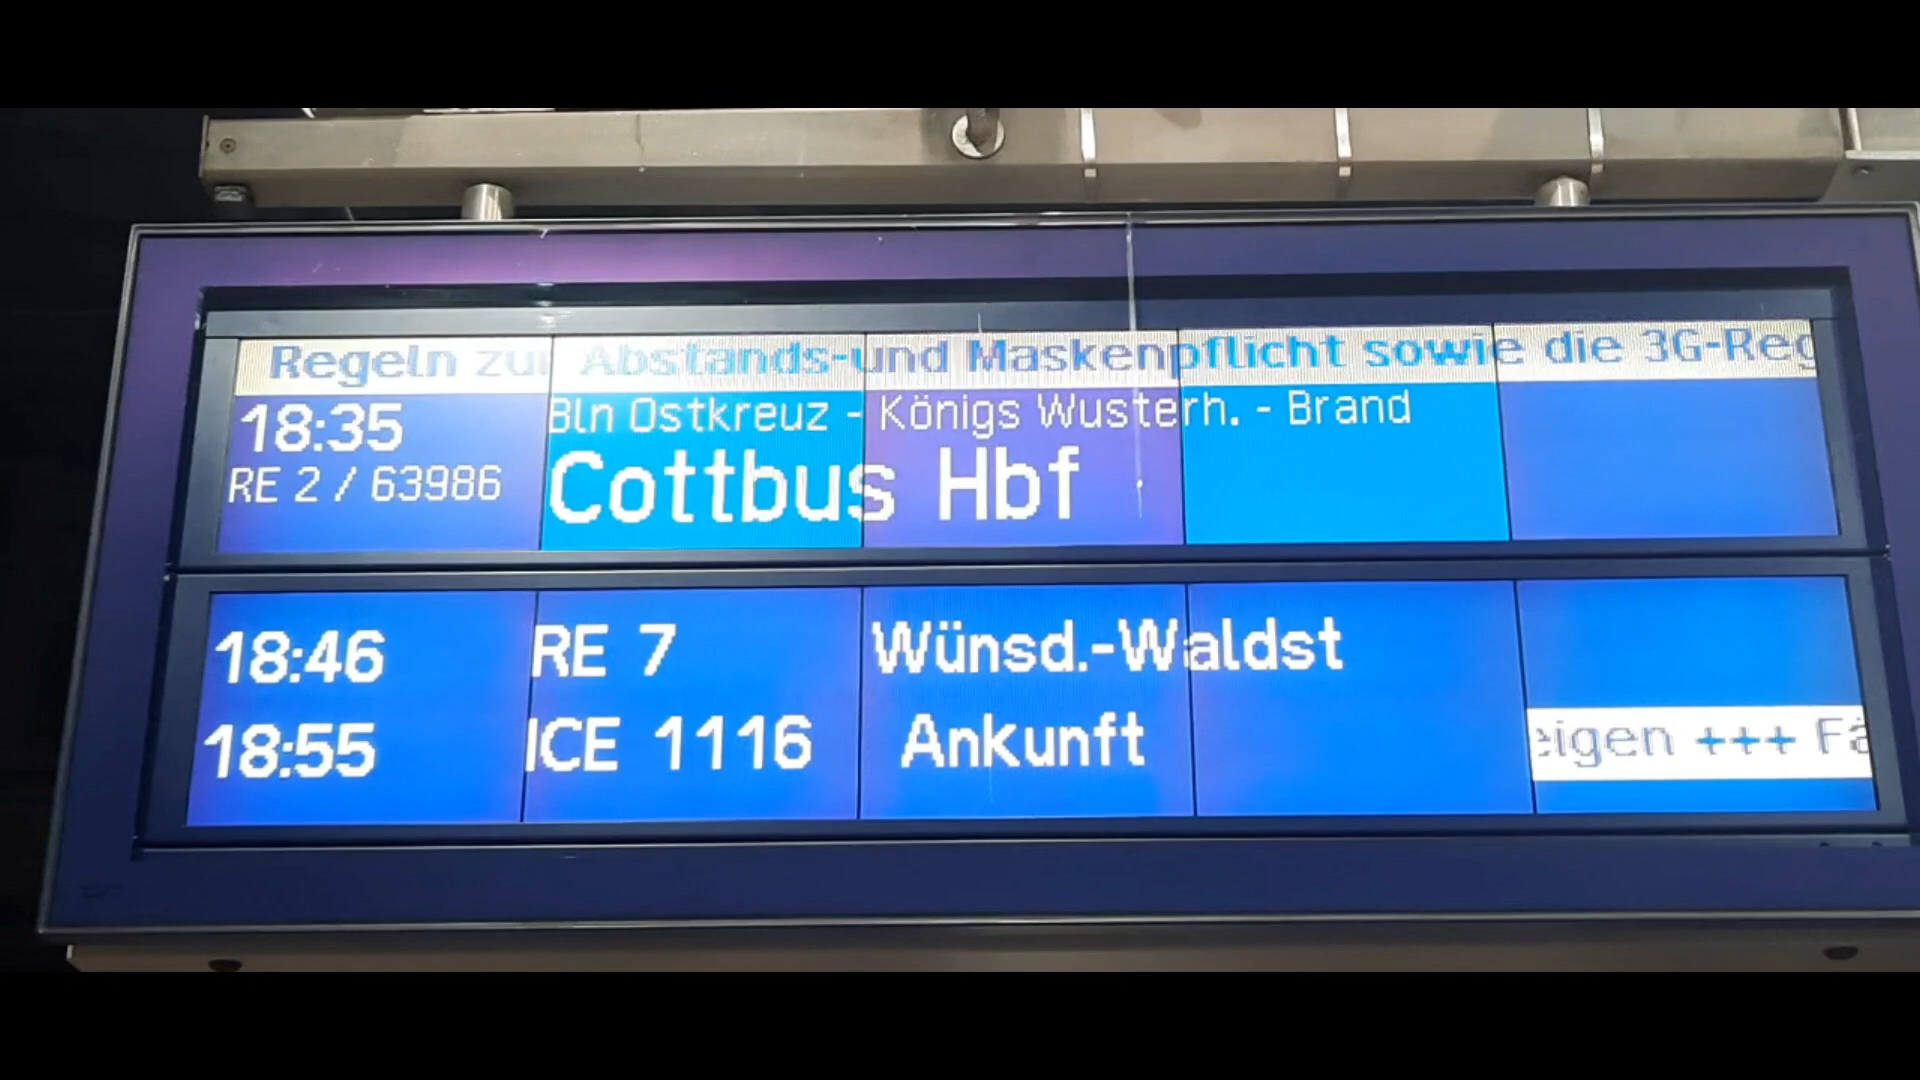 Regeln zur Abstands-und Maskenpflicht sowie die 3G-Reg
18:35 Bln Ostkreuz - Königs Wusterh. - Brand
RE 2 / 63986 Cottbus Hbf
18:46 RE 7 Wünsd.-Waldst
18:55 ICE 1116 Ankunft eigen +++ Fä